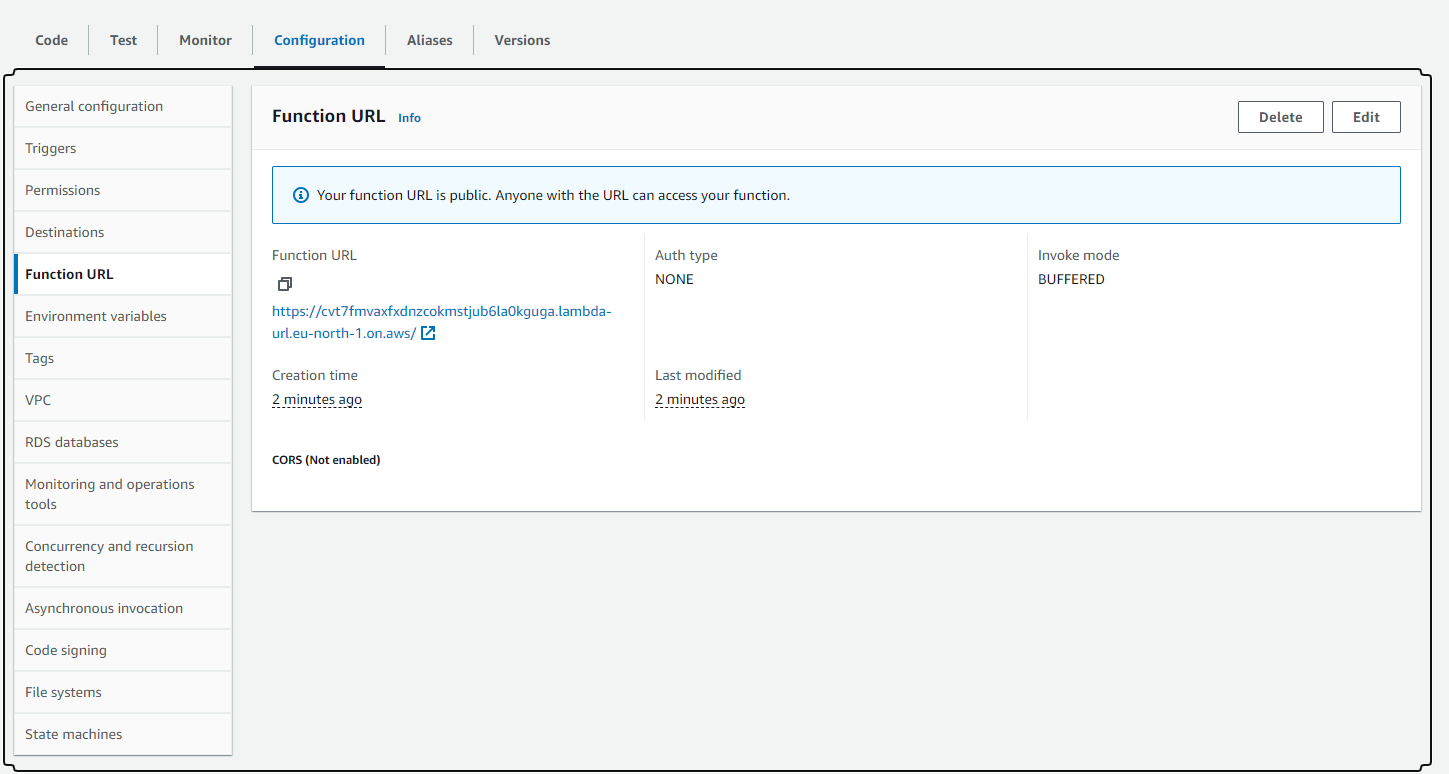 Code
Test
Monitor
Configuration
Aliases
Versions
General configuration
Triggers
Permissions
Destinations
Function URL
Environment variables
Tags
VPC
RDS databases
Monitoring and operations
tools
Concurrency and recursion
detection
Asynchronous invocation
Code signing
File systems
State machines
Function URL Info
Delete
Edit
Your function URL is public. Anyone with the URL can access your function.
Function URL
https://cvt7fmvaxfxdnzcokmstjub6la0kguga.lambda-
url.eu-north-1.on.aws/
Auth type
NONE
Invoke mode
BUFFERED
Creation time
2 minutes ago
Last modified
2 minutes ago
CORS (Not enabled)